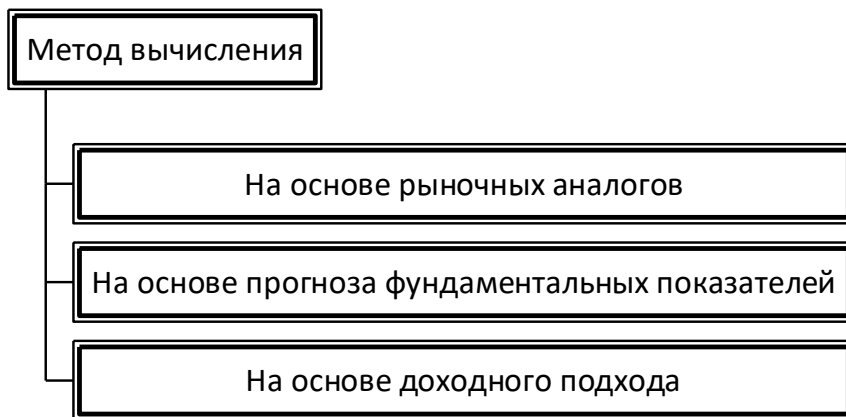 Метод вычисления
На основе рыночных аналогов
На основе прогноза фундаментальных показателей
На основе доходного подхода